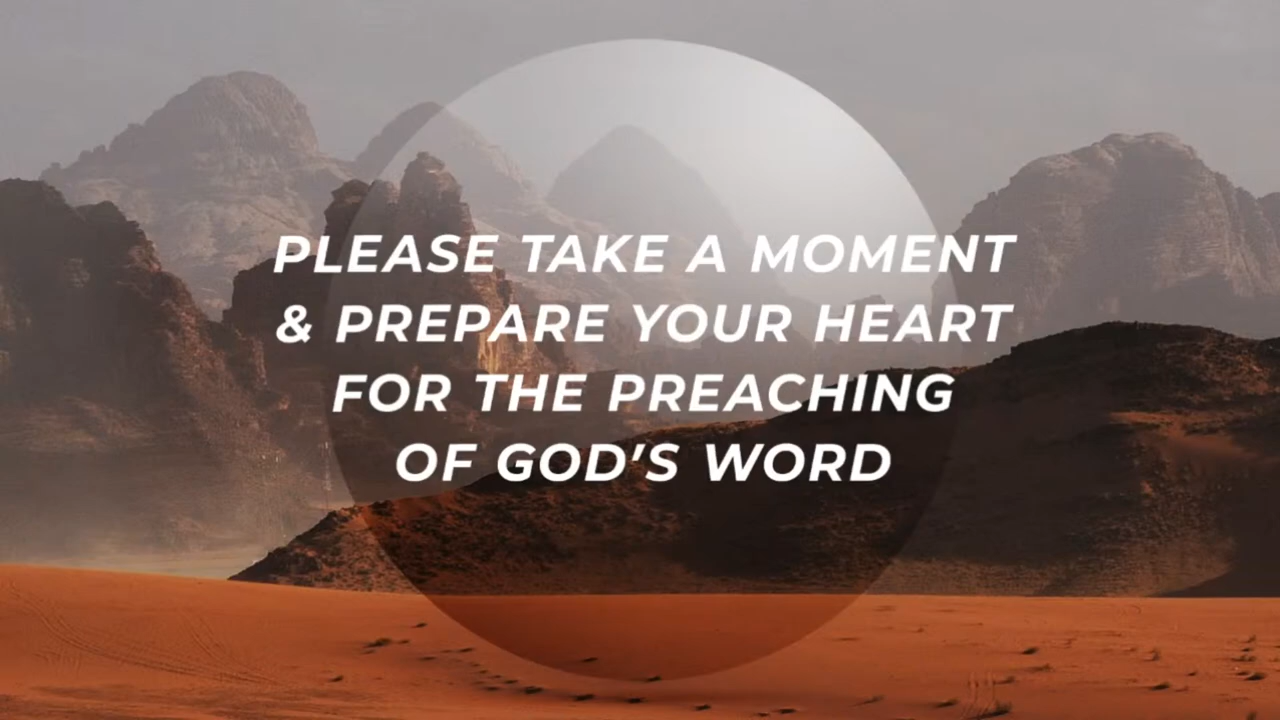 PLEASE TAKE A MOMENT
& PREPARE YOUR HEART
FOR THE PREACHING
OF GOD'S WORD